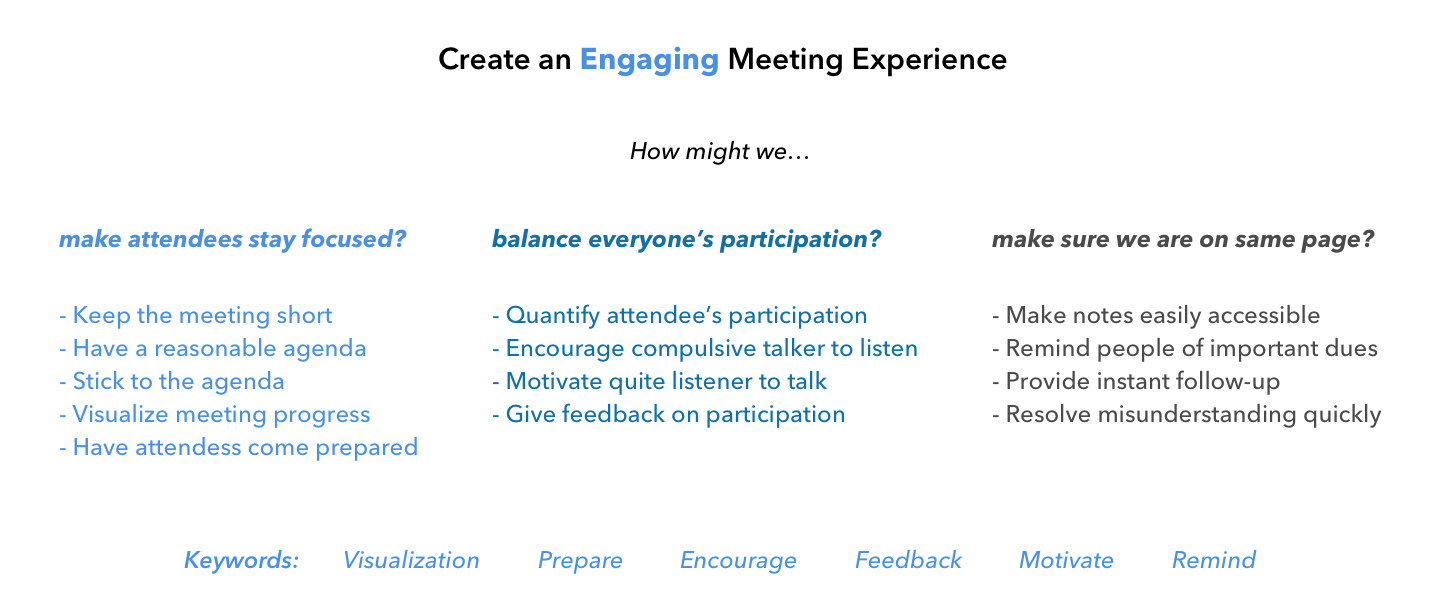 Create an Engaging Meeting Experience
How might we…
make attendees stay focused?
- Keep the meeting short
- Have a reasonable agenda
- Stick to the agenda
- Visualize meeting progress
- Have attendess come prepared
balance everyone’s participation?
- Quantify attendee’s participation
- Encourage compulsive talker to listen
- Motivate quite listener to talk
- Give feedback on participation
make sure we are on same page?
- Make notes easily accessible
- Remind people of important dues
- Provide instant follow-up
- Resolve misunderstanding quickly
Keywords: Visualization Prepare Encourage Feedback Motivate Remind